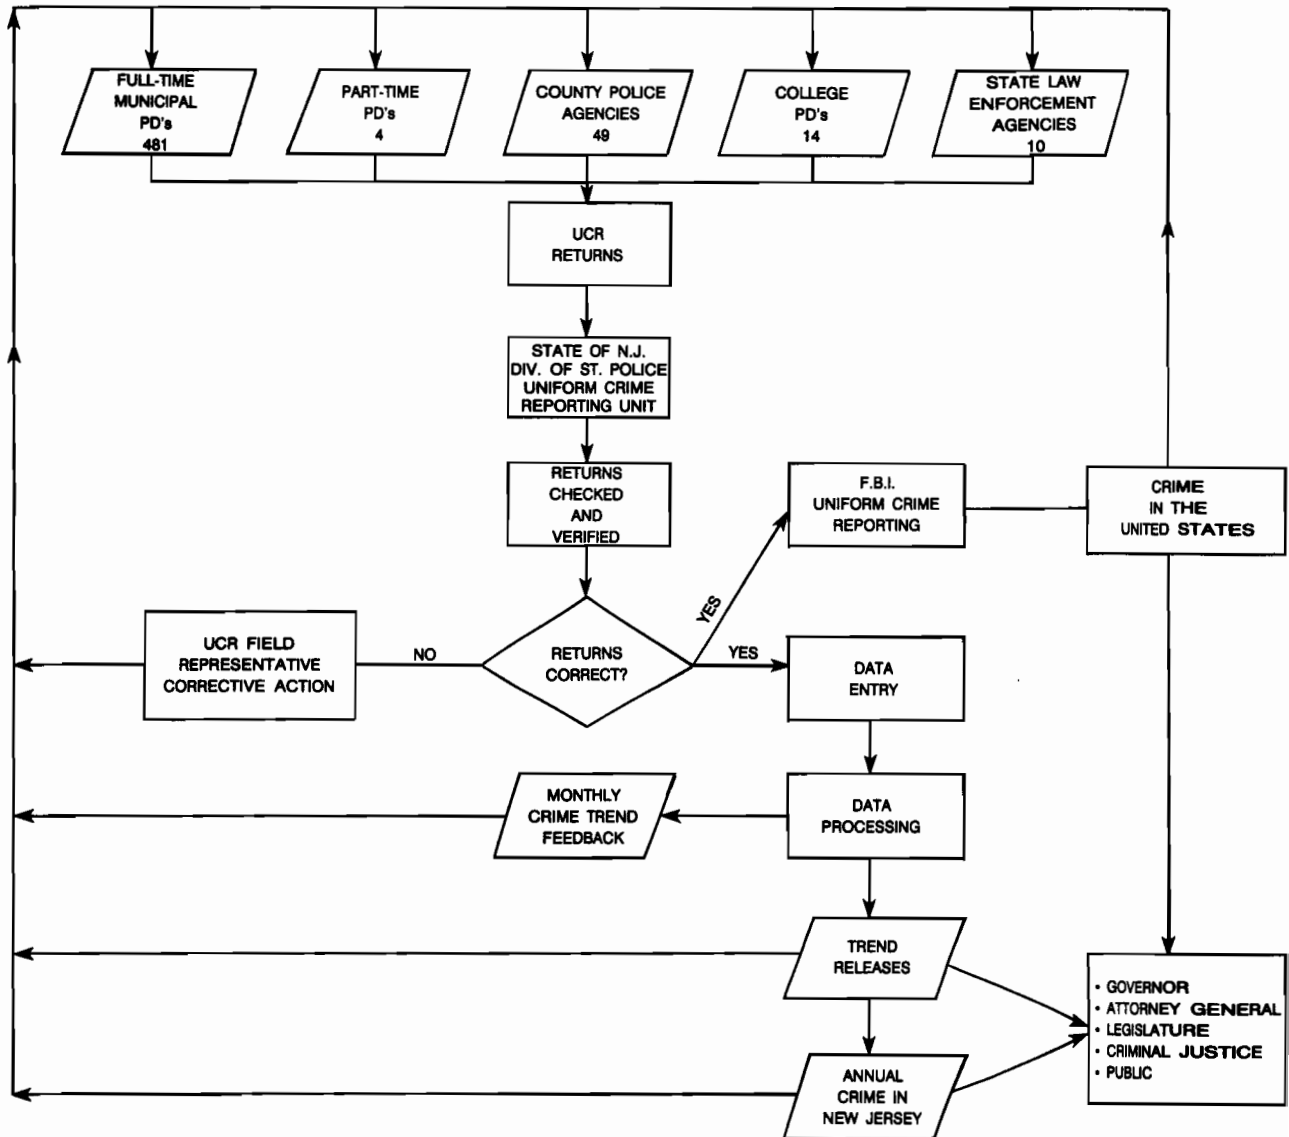 FULL-TIME
MUNICIPAL
PD's
481
PART-TIME
PD's
4
COUNTY POLICE
AGENCIES
49
COLLEGE
PD's
14
STATE LAW
ENFORCEMENT
AGENCIES
10
UCR
RETURNS
STATE OF N.J.
DIV. OF ST. POLICE
UNIFORM CRIME
REPORTING UNIT
RETURNS
CHECKED
AND
VERIFIED
F.B.I.
UNIFORM CRIME
REPORTING
CRIME
IN THE
UNITED STATES
UCR FIELD
REPRESENTATIVE
CORRECTIVE ACTION
NO
RETURNS
CORRECT?
YES
YES
DATA
ENTRY
MONTHLY
CRIME TREND
FEEDBACK
DATA
PROCESSING
TREND
RELEASES
• GOVERNOR
• ATTORNEY GENERAL
• LEGISLATURE
• CRIMINAL JUSTICE
• PUBLIC
ANNUAL
CRIME IN
NEW JERSEY